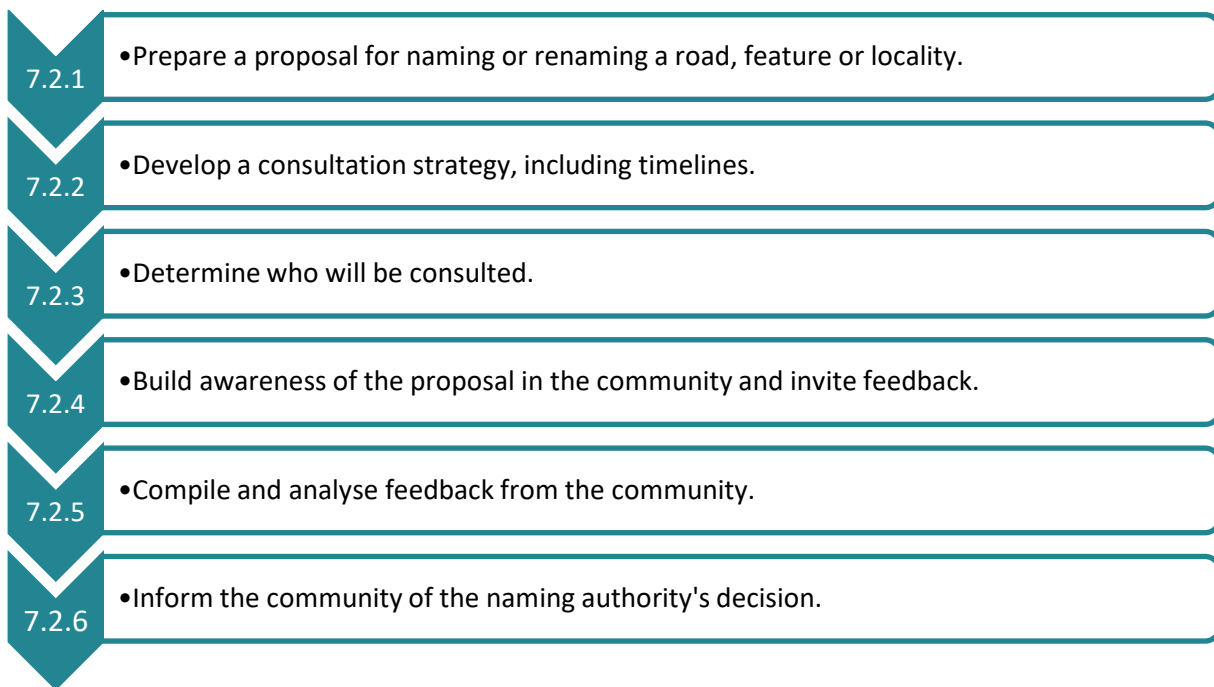 7.2.1
•Prepare a proposal for naming or renaming a road, feature or locality.
7.2.2
•Develop a consultation strategy, including timelines.
7.2.3
•Determine who will be consulted.
7.2.4
•Build awareness of the proposal in the community and invite feedback.
7.2.5
•Compile and analyse feedback from the community.
7.2.6
•Inform the community of the naming authority's decision.